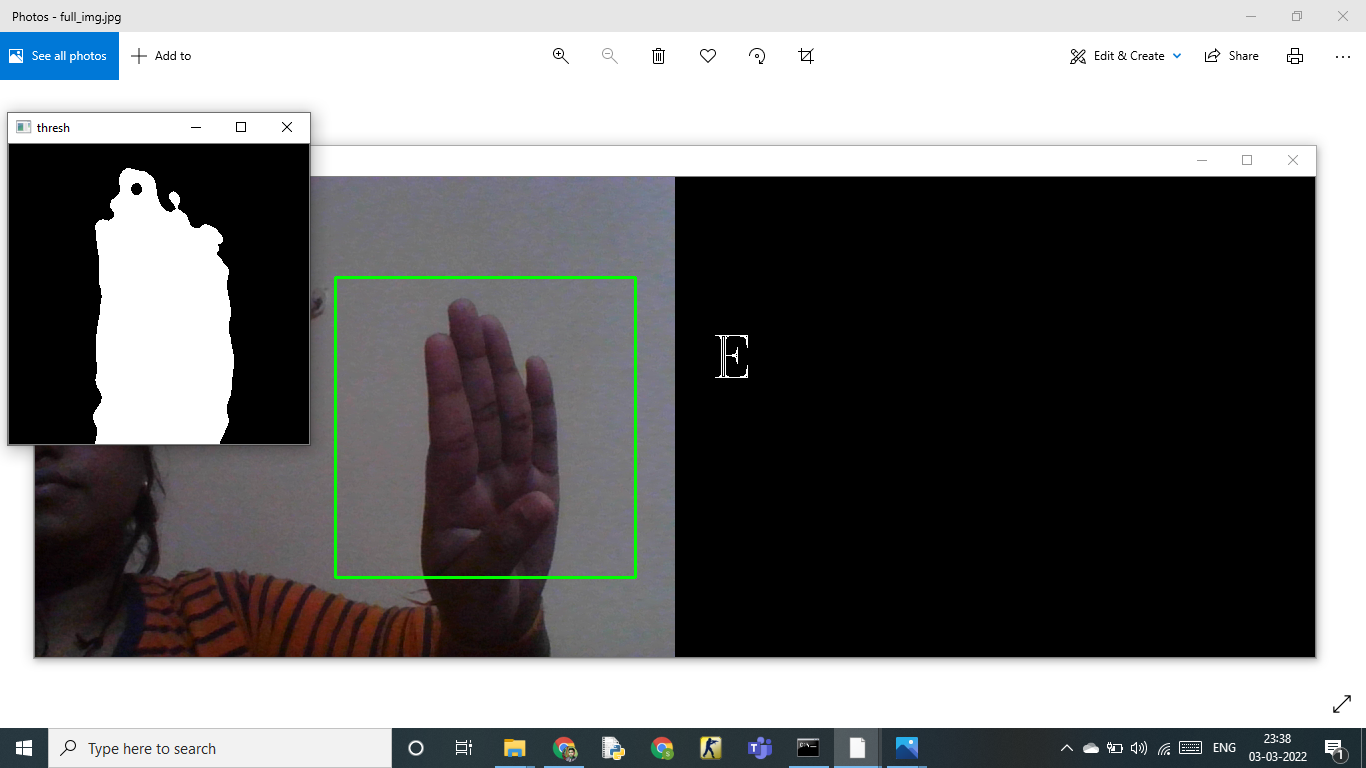 Photos - full_img.jpg
See all photos
Add to
Edit & Create
Share
thresh
E
Type here to search
ENG
23:38
03-03-2022
1